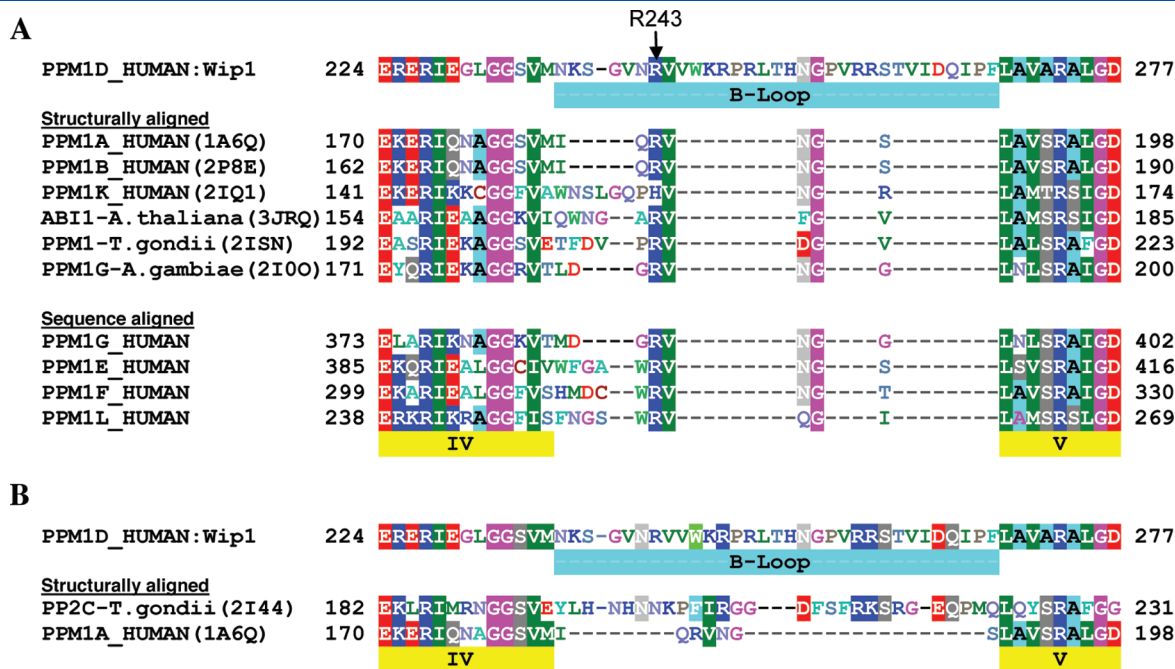 A
R243
PPM1D_HUMAN:Wip1 224 ERERIEGLGGSVMNKS-GVNRVVWKRPRLTHNGPVRRSTVIDQIPFLAVARALGD 277
B-Loop
Structurally aligned
PPM1A_HUMAN(1A6Q) 170 EKERIQNAGGSVMI-----QRV---------NG----S--------LAVSRALGD 198
PPM1B_HUMAN(2P8E) 162 EKERIQNAGGSVMI-----QRV---------NG----S--------LAVSRALGD 190
PPM1K_HUMAN(2IQ1) 141 EKERIKKCGGFVAWNSLGQPHV---------NG----R--------LAMTRSIGD 174
ABI1-A.thaliana(3JRQ) 154 EAARIEAAGGKVIQWNG--ARV---------FG----V--------LAMSRSIGD 185
PPM1-T.gondii(2ISN) 192 EASRIEKAGGSVETFDV--PRV---------DG----V--------LALSRAFGD 223
PPM1G-A.gambiae(2I0O) 171 EYQRIEKAGGRVTLD----GRV---------NG----G--------LNLSRAIGD 200
Sequence aligned
PPM1G_HUMAN 373 ELARIKNAGGKVTMD----GRV---------NG----G--------LNLSRAIGD 402
PPM1E_HUMAN 385 EKQRIEALGGCIVWFGA--WRV---------NG----S--------LSVSRAIGD 416
PPM1F_HUMAN 299 EKARIEALGGFVSHMDC--WRV---------NG----T--------LAVSRAIGD 330
PPM1L_HUMAN 238 ERKRIKRAGGFISFNGS--WRV---------QG----I--------LAMSRSLGD 269
IV V
B
PPM1D_HUMAN:Wip1 224 ERERIEGLGGSVMNKS-GVNRVVWKRPRLTHNGPVRRSTVIDQIPFLAVARALGD 277
B-Loop
Structurally aligned
PP2C-T.gondii(2I44) 182 EKLRIMRNGGSVEYLH-NHNNKPFIRGG---DFSFRKSRG-EQPMQLQYSRAFGG 231
PPM1A_HUMAN(1A6Q) 170 EKERIQNAGGSVMI--------QRVNG------------------SLAVSRALGD 198
IV V